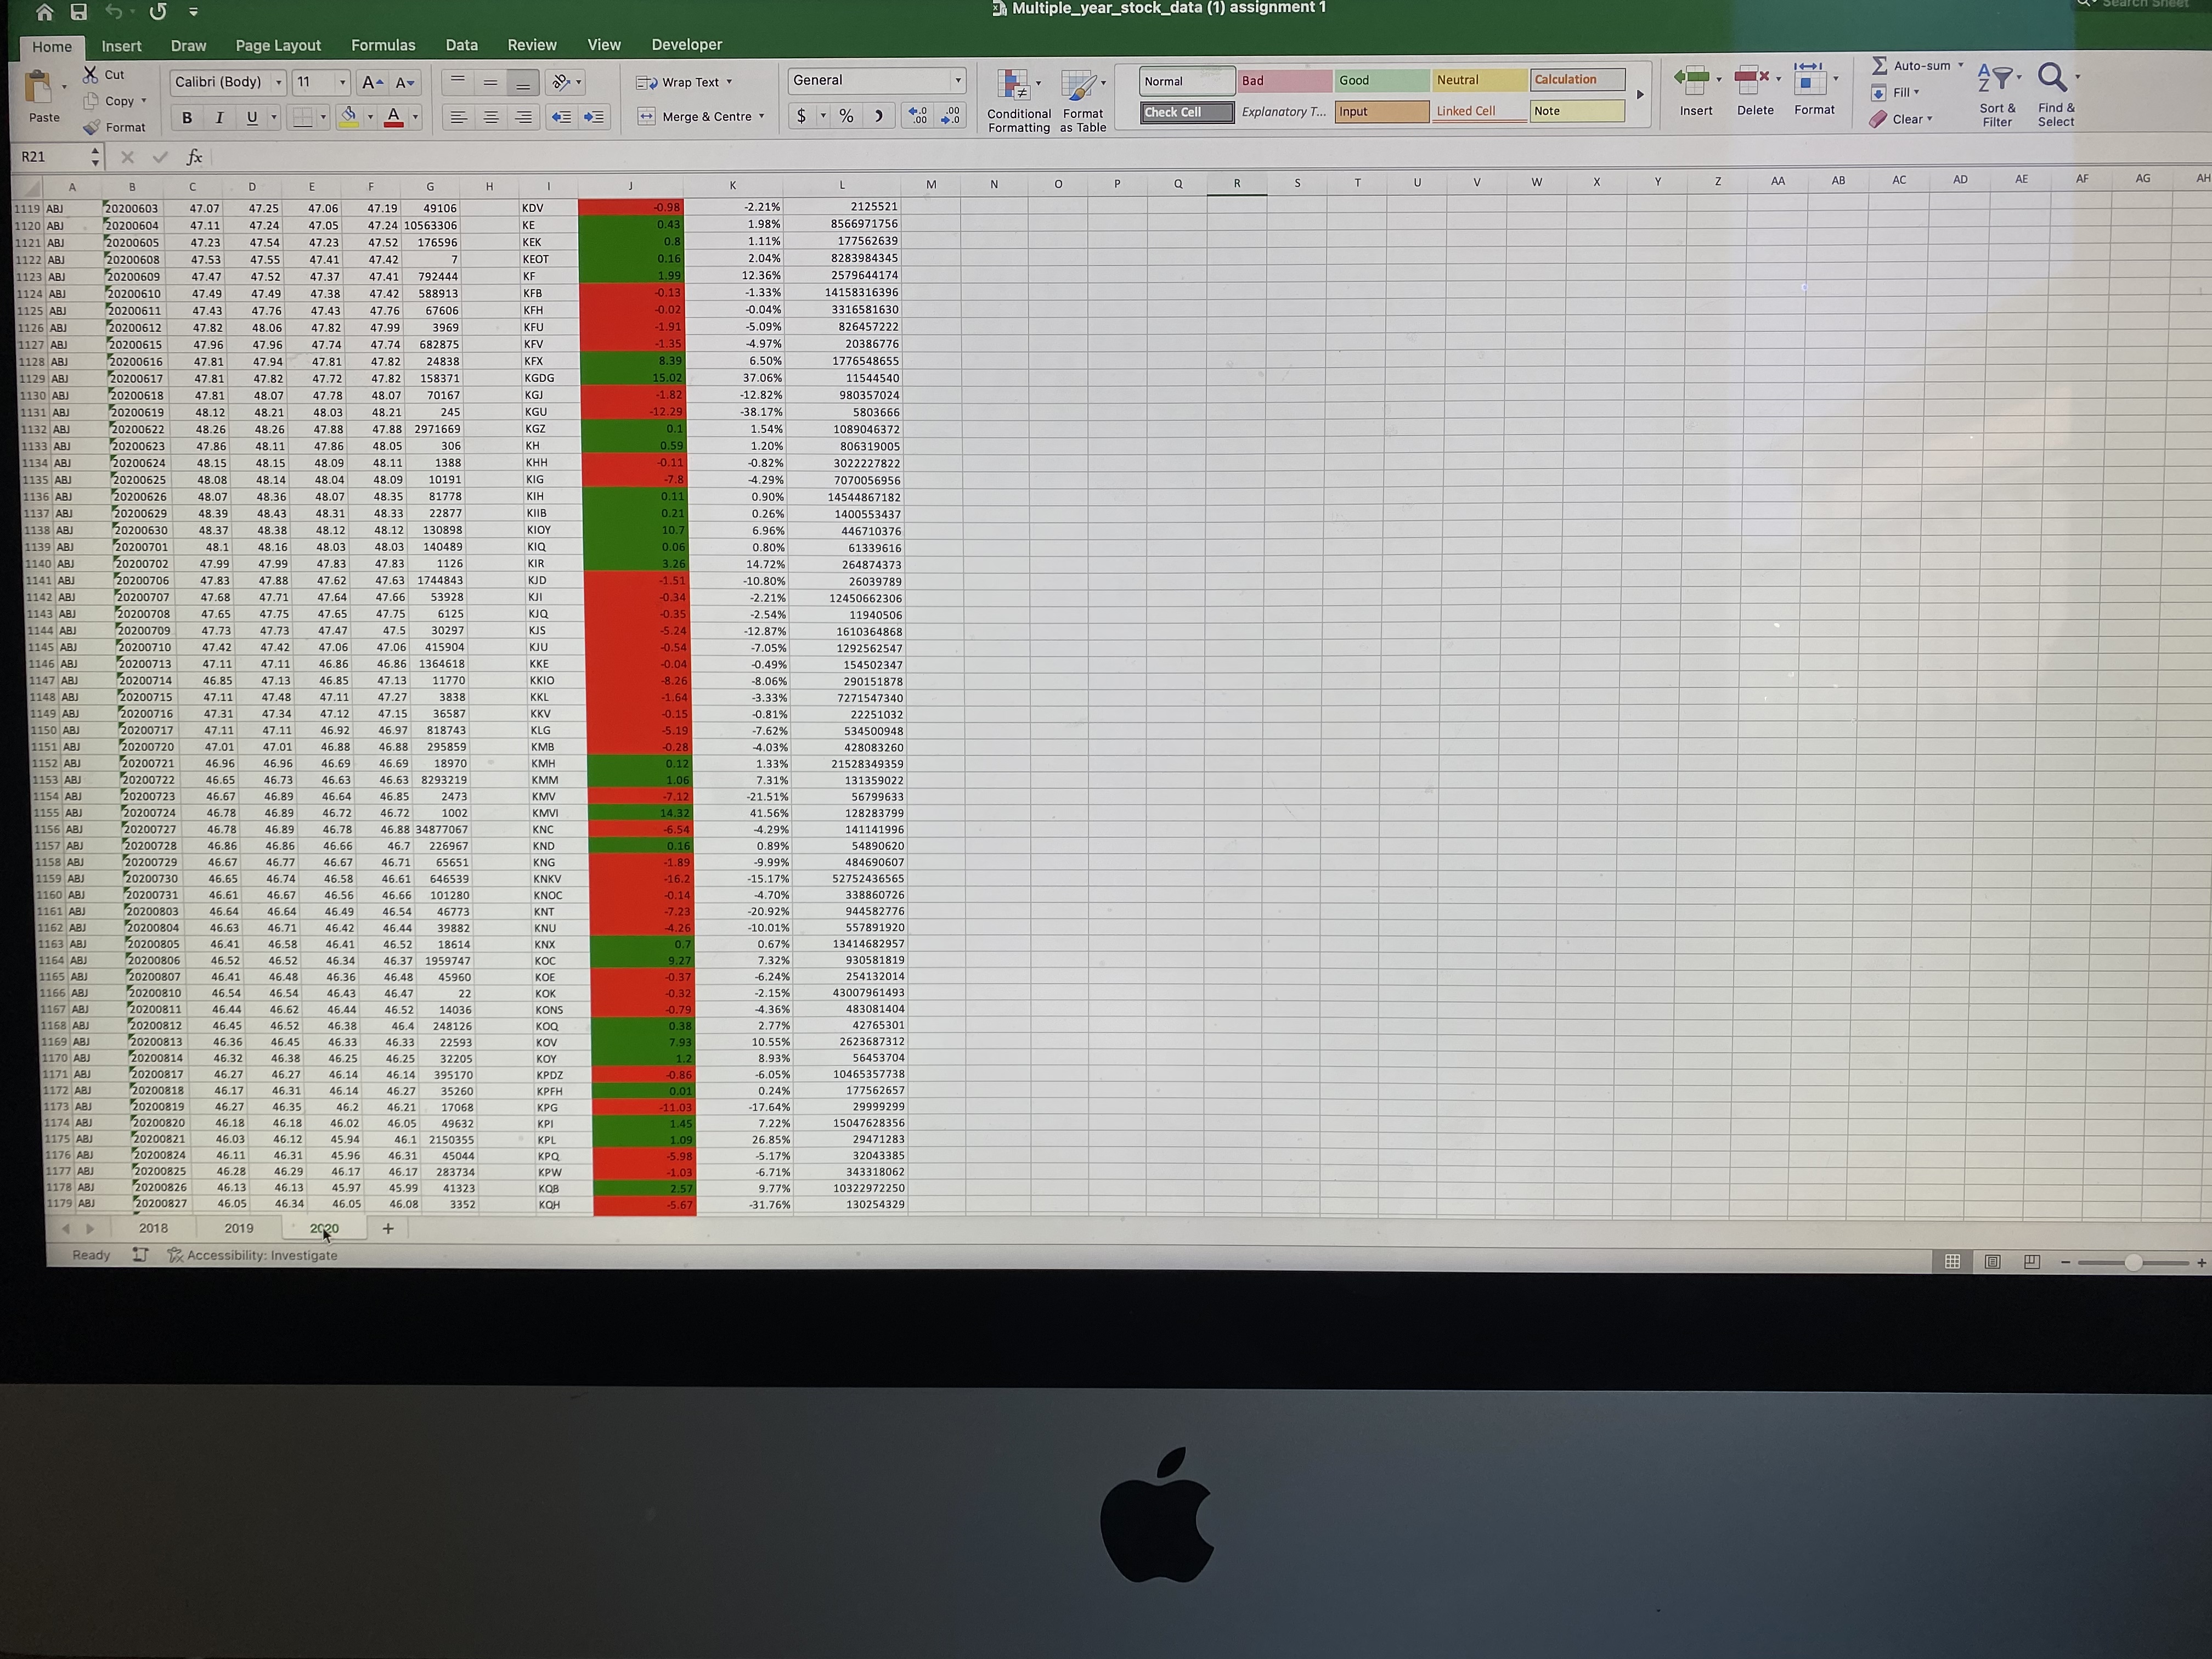 Multiple_year_stock_data (1) assignment 1
Search Sheet
Home Insert Draw Page Layout Formulas Data Review View Developer
Paste
Cut
Copy
Format
Calibri (Body) 11
B I U
Wrap Text
Merge & Centre
General
$ % )
Conditional Formatting
Format as Table
Normal Bad Good Neutral Calculation
Check Cell Explanatory T... Input Linked Cell Note
Insert Delete Format
Auto-sum
Fill
Clear
Sort & Filter
Find & Select
R21 fx
A B C D E F G H I J K L M N O P Q R S T U V W X Y Z AA AB AC AD AE AF AG AH
1119 ABJ 20200603 47.07 47.25 47.06 47.19 49106 KDV -0.98 -2.21% 2125521
1120 ABJ 20200604 47.11 47.24 47.05 47.24 10563306 KE 0.43 1.98% 8566971756
1121 ABJ 20200605 47.23 47.54 47.23 47.52 176596 KEK 0.8 1.11% 177562639
1122 ABJ 20200608 47.53 47.55 47.41 47.42 7 KEOT 0.16 2.04% 8283984345
1123 ABJ 20200609 47.47 47.52 47.37 47.41 792444 KF 1.99 12.36% 2579644174
1124 ABJ 20200610 47.49 47.49 47.38 47.42 588913 KFB -0.13 -1.33% 14158316396
1125 ABJ 20200611 47.43 47.76 47.43 47.76 67606 KFH -0.02 -0.04% 3316581630
1126 ABJ 20200612 47.82 48.06 47.82 47.99 3969 KFU -1.91 -5.09% 826457222
1127 ABJ 20200615 47.96 47.96 47.74 47.74 682875 KFV -1.35 -4.97% 20386776
1128 ABJ 20200616 47.81 47.94 47.81 47.82 24838 KFX 8.39 6.50% 1776548655
1129 ABJ 20200617 47.81 47.82 47.72 47.82 158371 KGDG 15.02 37.06% 11544540
1130 ABJ 20200618 47.81 48.07 47.78 48.07 70167 KGJ -1.82 -12.82% 980357024
1131 ABJ 20200619 48.12 48.21 48.03 48.21 245 KGU -12.29 -38.17% 5803666
1132 ABJ 20200622 48.26 48.26 47.88 47.88 2971669 KGZ 0.1 1.54% 1089046372
1133 ABJ 20200623 47.86 48.11 47.86 48.05 306 KH 0.59 1.20% 806319005
1134 ABJ 20200624 48.15 48.15 48.09 48.11 1388 KHH -0.11 -0.82% 3022227822
1135 ABJ 20200625 48.08 48.14 48.04 48.09 10191 KIG -7.8 -4.29% 7070056956
1136 ABJ 20200626 48.07 48.36 48.07 48.35 81778 KIH 0.11 0.90% 14544867182
1137 ABJ 20200629 48.39 48.43 48.31 48.33 22877 KIIB 0.21 0.26% 1400553437
1138 ABJ 20200630 48.37 48.38 48.12 48.12 130898 KIOY 10.7 6.96% 446710376
1139 ABJ 20200701 48.1 48.16 48.03 48.03 140489 KIQ 0.06 0.80% 61339616
1140 ABJ 20200702 47.99 47.99 47.83 47.83 1126 KIR 3.26 14.72% 264874373
1141 ABJ 20200706 47.83 47.88 47.62 47.63 1744843 KJD -1.51 -10.80% 26039789
1142 ABJ 20200707 47.68 47.71 47.64 47.66 53928 KJI -0.34 -2.21% 12450662306
1143 ABJ 20200708 47.65 47.75 47.65 47.75 6125 KJQ -0.35 -2.54% 11940506
1144 ABJ 20200709 47.73 47.73 47.47 47.5 30297 KJS -5.24 -12.87% 1610364868
1145 ABJ 20200710 47.42 47.42 47.06 47.06 415904 KJU -0.54 -7.05% 1292562547
1146 ABJ 20200713 47.11 47.11 46.86 46.86 1364618 KKE -0.04 -0.49% 154502347
1147 ABJ 20200714 46.85 47.13 46.85 47.13 11770 KKIO -8.26 -8.06% 290151878
1148 ABJ 20200715 47.11 47.48 47.11 47.27 3838 KKL -1.64 -3.33% 7271547340
1149 ABJ 20200716 47.31 47.34 47.12 47.15 36587 KKV -0.15 -0.81% 22251032
1150 ABJ 20200717 47.11 47.11 46.92 46.97 818743 KLG -5.19 -7.62% 534500948
1151 ABJ 20200720 47.01 47.01 46.88 46.88 295859 KMB -0.28 -4.03% 428083260
1152 ABJ 20200721 46.96 46.96 46.69 46.69 18970 KMH 0.12 1.33% 21528349359
1153 ABJ 20200722 46.65 46.73 46.63 46.63 8293219 KMM 1.06 7.31% 131359022
1154 ABJ 20200723 46.67 46.89 46.64 46.85 2473 KMV -7.12 -21.51% 56799633
1155 ABJ 20200724 46.78 46.89 46.72 46.72 1002 KMVI 14.32 41.56% 128283799
1156 ABJ 20200727 46.78 46.89 46.78 46.88 34877067 KNC -6.54 -4.29% 141141996
1157 ABJ 20200728 46.86 46.86 46.66 46.7 226967 KND 0.16 0.89% 54890620
1158 ABJ 20200729 46.67 46.77 46.67 46.71 65651 KNG -1.89 -9.99% 484690607
1159 ABJ 20200730 46.65 46.74 46.58 46.61 646539 KNKV -16.2 -15.17% 52752436565
1160 ABJ 20200731 46.61 46.67 46.56 46.66 101280 KNOC -0.14 -4.70% 338860726
1161 ABJ 20200803 46.64 46.64 46.49 46.54 46773 KNT -7.23 -20.92% 944582776
1162 ABJ 20200804 46.63 46.71 46.42 46.44 39882 KNU -4.26 -10.01% 557891920
1163 ABJ 20200805 46.41 46.58 46.41 46.52 18614 KNX 0.7 0.67% 13414682957
1164 ABJ 20200806 46.52 46.52 46.34 46.37 1959747 KOC 9.27 7.32% 930581819
1165 ABJ 20200807 46.41 46.48 46.36 46.48 45960 KOE -0.37 -6.24% 254132014
1166 ABJ 20200810 46.54 46.54 46.43 46.47 22 KOK -0.32 -2.15% 43007961493
1167 ABJ 20200811 46.44 46.62 46.44 46.52 14036 KONS -0.79 -4.36% 483081404
1168 ABJ 20200812 46.45 46.52 46.38 46.4 248126 KOQ 0.38 2.77% 42765301
1169 ABJ 20200813 46.36 46.45 46.33 46.33 22593 KOV 7.93 10.55% 2623687312
1170 ABJ 20200814 46.32 46.38 46.25 46.25 32205 KOY 1.2 8.93% 56453704
1171 ABJ 20200817 46.27 46.27 46.14 46.14 395170 KPDZ -0.86 -6.05% 10465357738
1172 ABJ 20200818 46.17 46.31 46.14 46.27 35260 KPFH 0.01 0.24% 177562657
1173 ABJ 20200819 46.27 46.35 46.2 46.21 17068 KPG -11.03 -17.64% 29999299
1174 ABJ 20200820 46.18 46.18 46.02 46.05 49632 KPI 1.45 7.22% 15047628356
1175 ABJ 20200821 46.03 46.12 45.94 46.1 2150355 KPL 1.09 26.85% 29471283
1176 ABJ 20200824 46.11 46.31 45.96 46.31 45044 KPQ -5.98 -5.17% 32043385
1177 ABJ 20200825 46.28 46.29 46.17 46.17 283734 KPW -1.03 -6.71% 343318062
1178 ABJ 20200826 46.13 46.13 45.97 45.99 41323 KQB 2.57 9.77% 10322972250
1179 ABJ 20200827 46.05 46.34 46.05 46.08 3352 KQH -5.67 -31.76% 130254329
2018 2019 2020 +
Ready Accessibility: Investigate